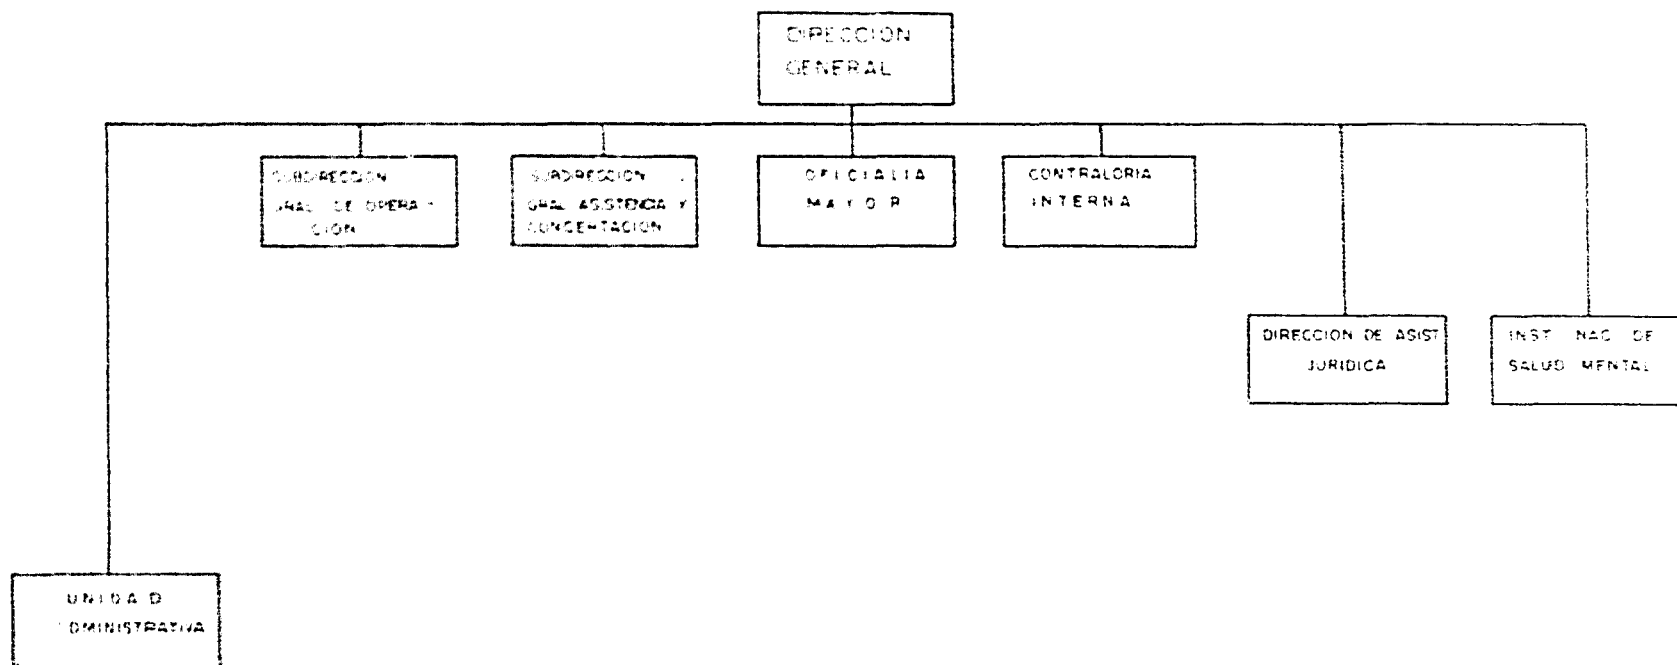 DIRECCION
GENERAL
SUBDIRECCION
GRAL DE OPERA-
CION
SUBDIRECCION
GRAL ASISTENCIA Y
CONCERTACION
OFICIALIA
MAYOR
CONTRALORIA
INTERNA
DIRECCION DE ASIST
JURIDICA
INST NAC DE
SALUD MENTAL
UNIDAD
ADMINISTRATIVA